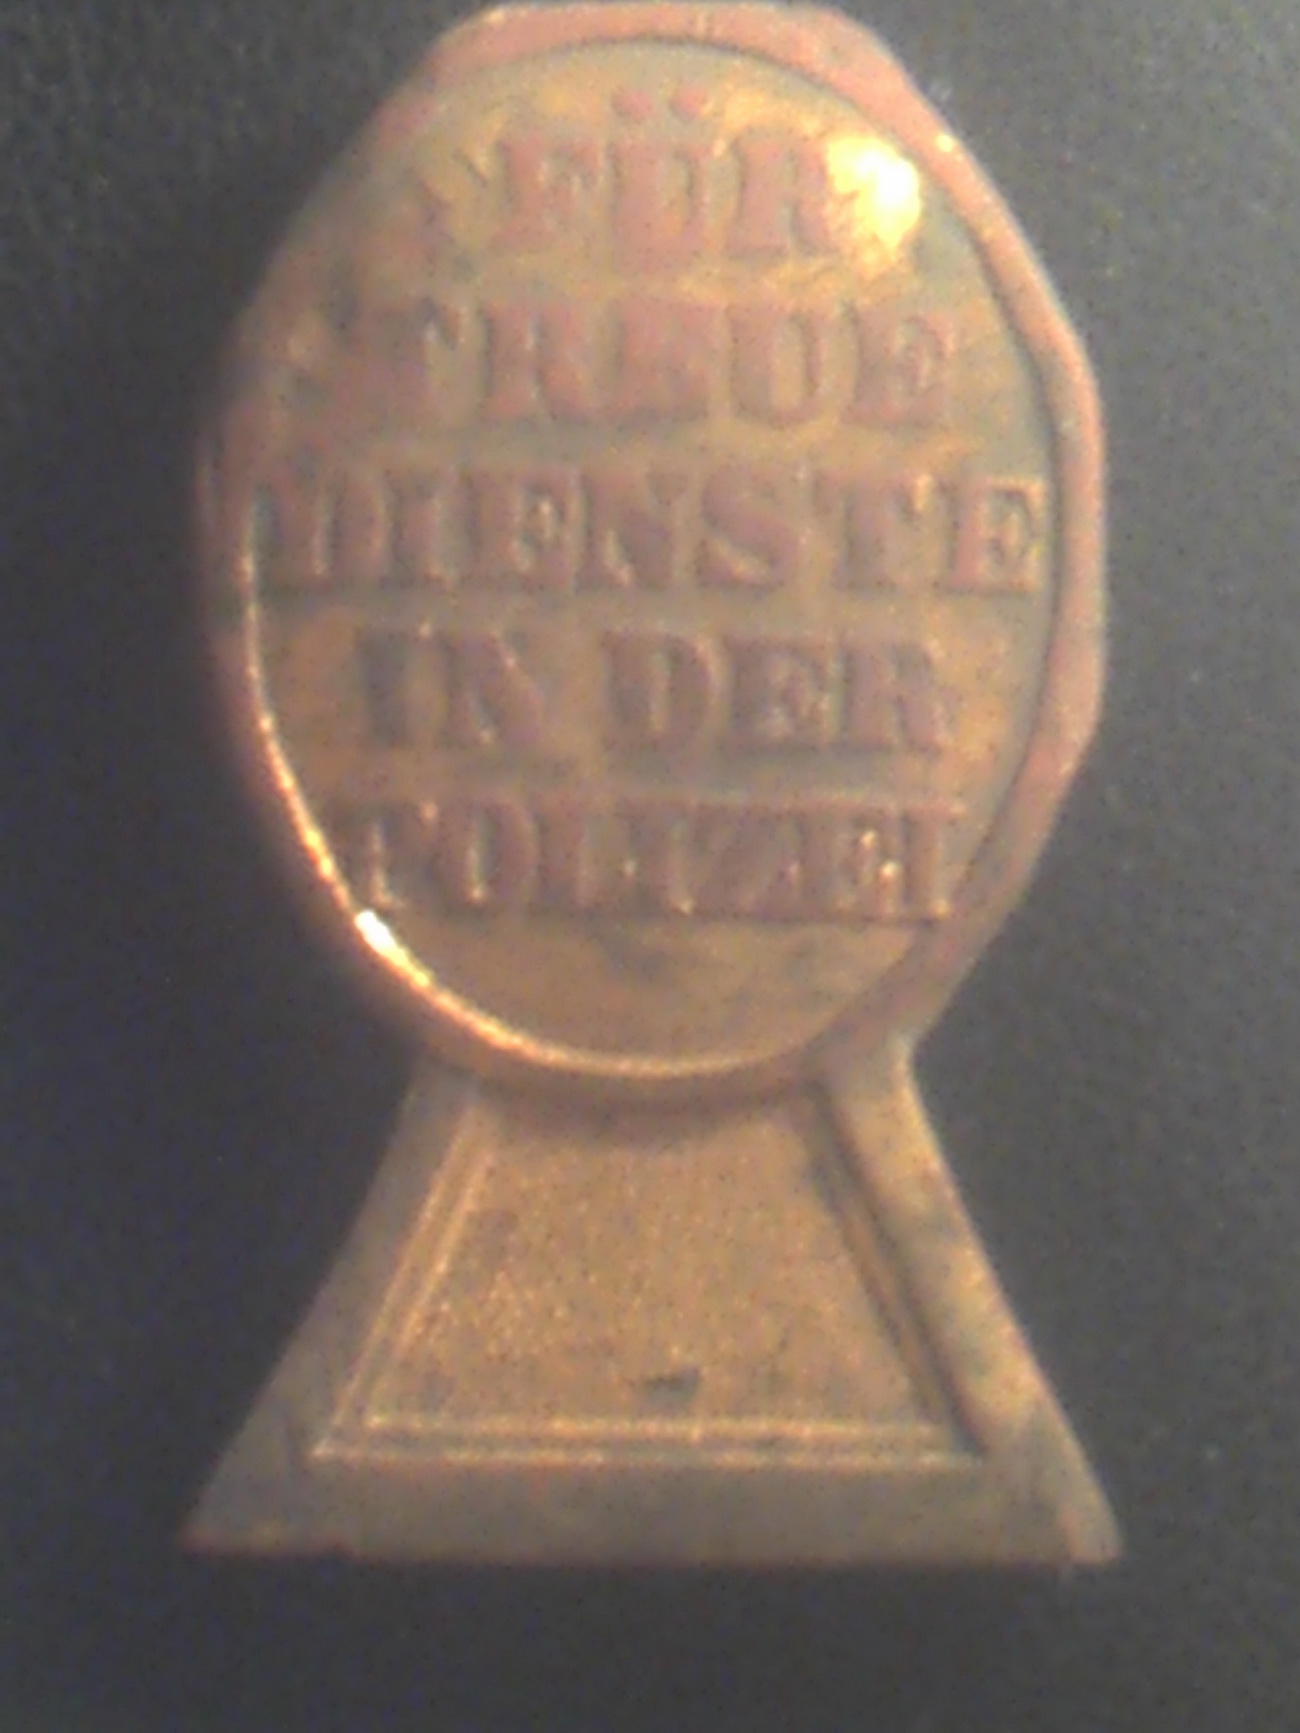 FÜR
TREUE
DIENSTE
IN DER
POLIZEI